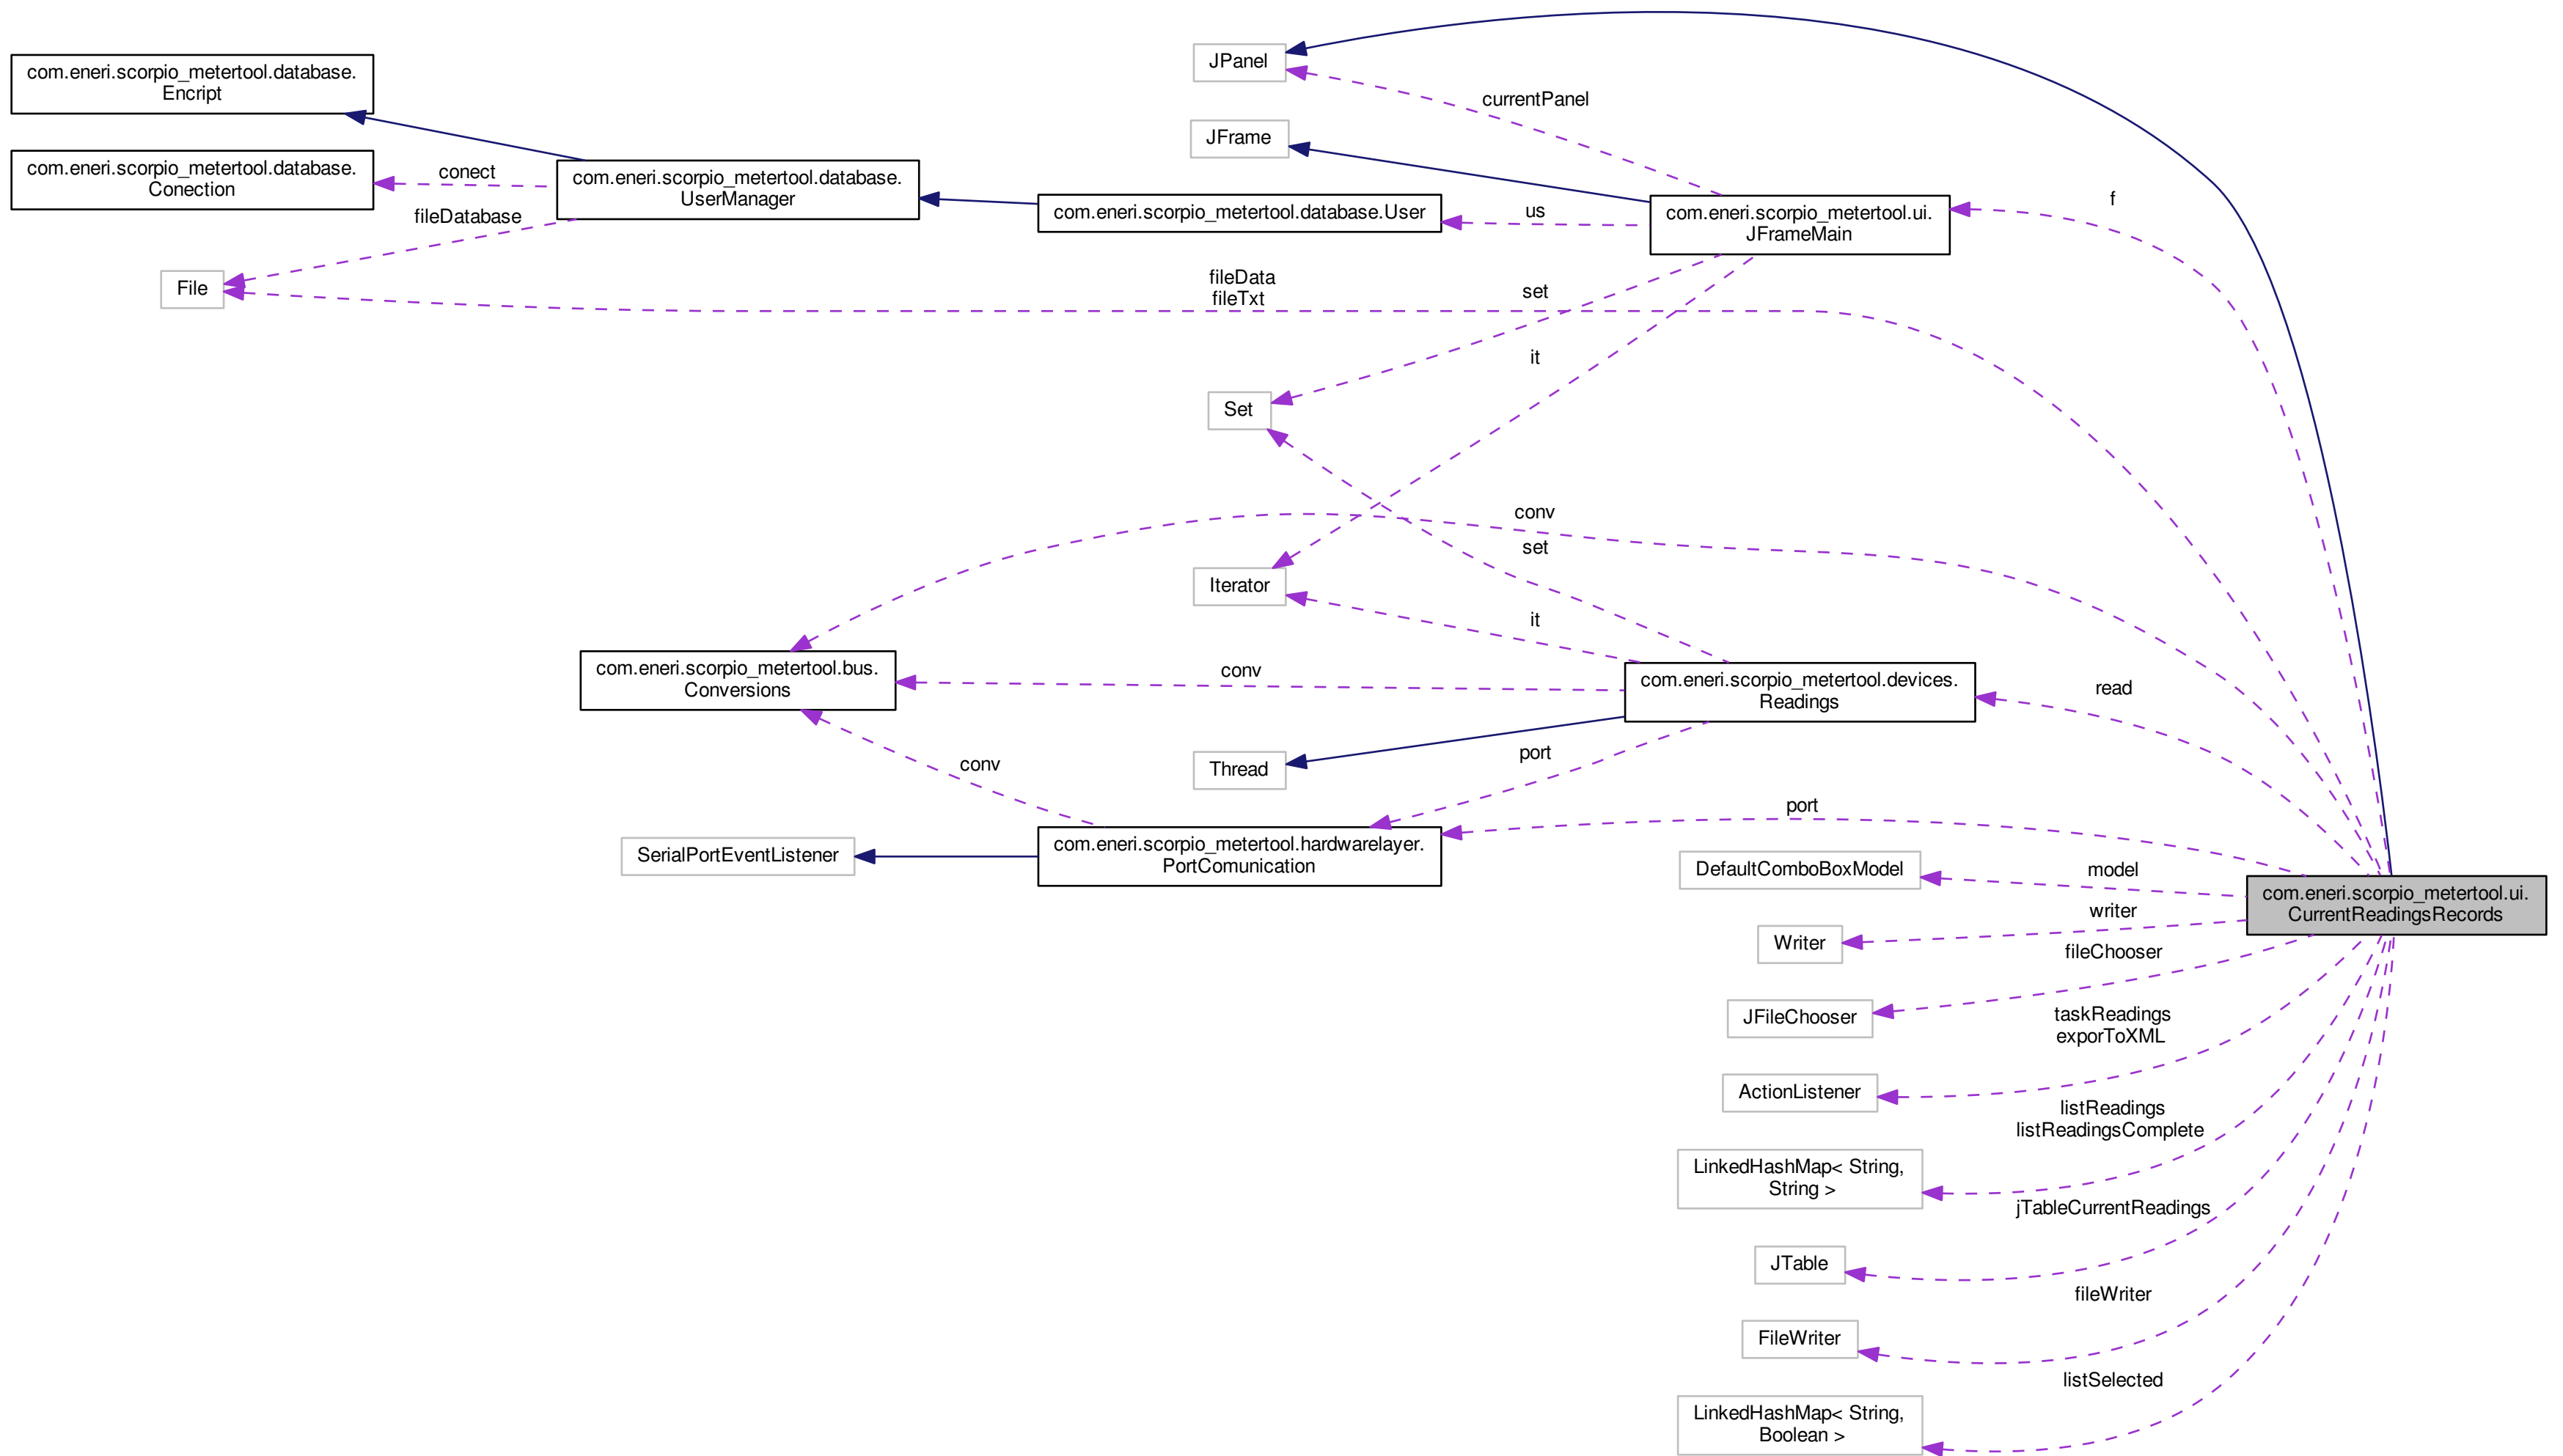 JPanel
com.eneri.scorpio_metertool.database.
Encript
currentPanel
JFrame
com.eneri.scorpio_metertool.database.
Conection
conect
com.eneri.scorpio_metertool.database.
UserManager
fileDatabase
com.eneri.scorpio_metertool.database.User
us
com.eneri.scorpio_metertool.ui.
JFrameMain
f
File
fileData
fileTxt
set
it
Set
conv
set
Iterator
it
com.eneri.scorpio_metertool.bus.
Conversions
conv
com.eneri.scorpio_metertool.devices.
Readings
read
Thread
port
conv
port
SerialPortEventListener
com.eneri.scorpio_metertool.hardwarelayer.
PortComunication
DefaultComboBoxModel
model
com.eneri.scorpio_metertool.ui.
CurrentReadingsRecords
writer
Writer
fileChooser
JFileChooser
taskReadings
exporToXML
ActionListener
listReadings
listReadingsComplete
LinkedHashMap< String,
String >
jTableCurrentReadings
JTable
fileWriter
FileWriter
listSelected
LinkedHashMap< String,
Boolean >